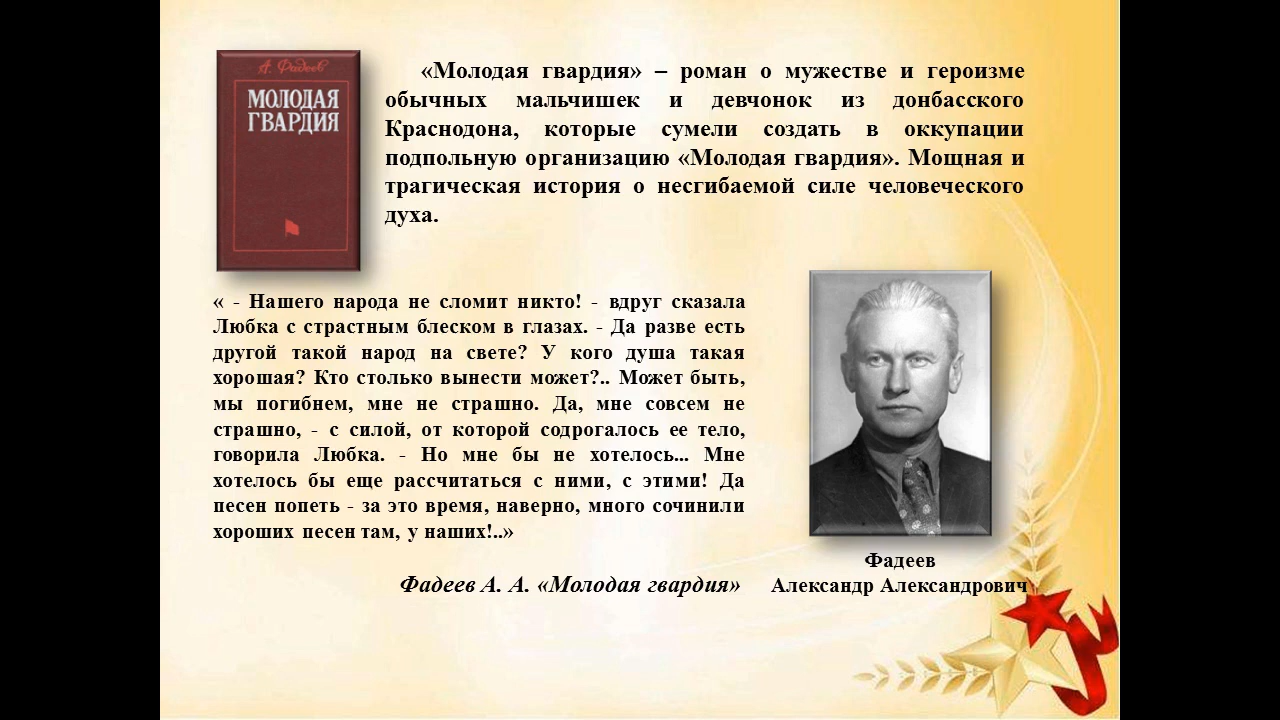 А. Фадеев
МОЛОДАЯ
ГВАРДИЯ
«Молодая гвардия» – роман о мужестве и героизме
обычных мальчишек и девчонок из донбасского
Краснодона, которые сумели создать в оккупации
подпольную организацию «Молодая гвардия». Мощная и
трагическая история о несгибаемой силе человеческого
духа.
« - Нашего народа не сломит никто! - вдруг сказала
Любка с страстным блеском в глазах. - Да разве есть
другой такой народ на свете? У кого душа такая
хорошая? Кто столько вынести может?.. Может быть,
мы погибнем, мне не страшно. Да, мне совсем не
страшно, - с силой, от которой содрогалось ее тело,
говорила Любка. - Но мне бы не хотелось... Мне
хотелось бы еще рассчитаться с ними, с этими! Да
песен попеть - за это время, наверно, много сочинили
хороших песен там, у наших!..»
Фадеев А. А. «Молодая гвардия»
Фадеев
Александр Александрович